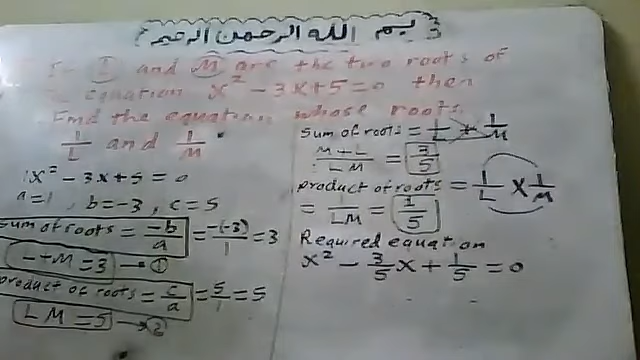 بسم الله الرحمن الرحيم
L and M are the two roots of
equation x² - 3x + 5 = 0 then
Find the equation whose roots
1/L and 1/M
1x² - 3x + 5 = 0
a = 1, b = -3, c = 5
Sum of roots = -b/a = -(-3)/1 = 3
L + M = 3 → ①
product of roots = c/a = 5/1 = 5
LM = 5 → ②
Sum of roots = 1/L + 1/M
M + L / LM = 3/5
product of roots = 1/L × 1/M
= 1/LM = 1/5
Required equation
x² - 3/5 x + 1/5 = 0